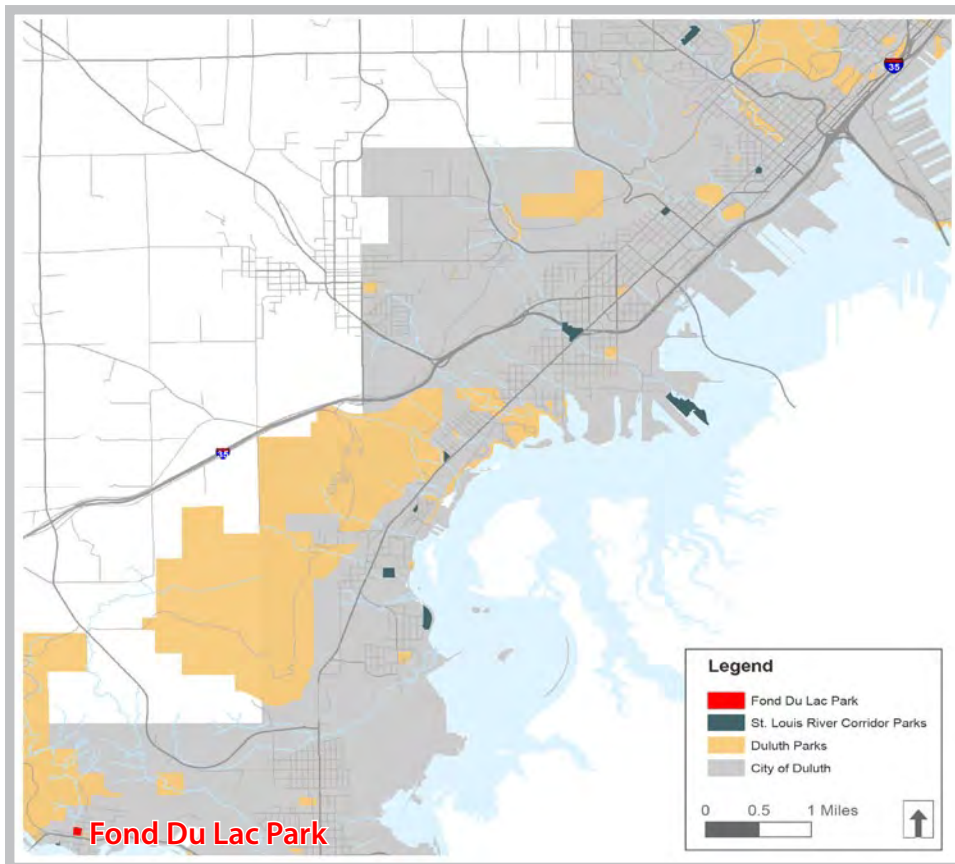 35
35
Legend
Fond Du Lac Park
St. Louis River Corridor Parks
Duluth Parks
City of Duluth
0 0.5 1 Miles
Fond Du Lac Park